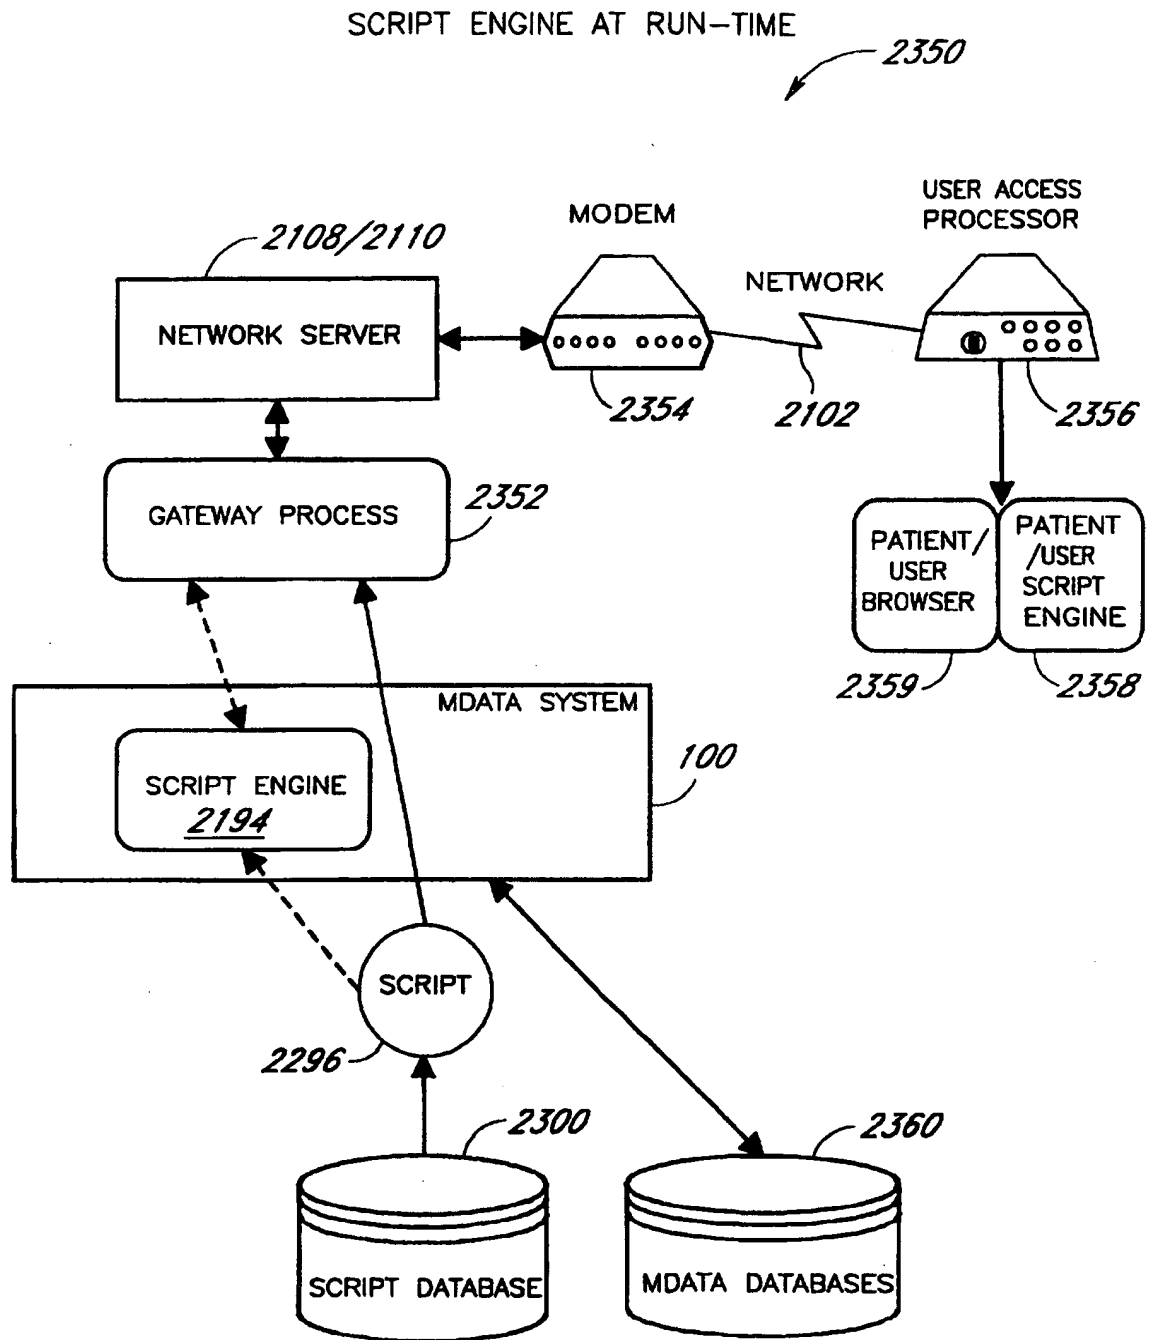 SCRIPT ENGINE AT RUN-TIME
2350
USER ACCESS
PROCESSOR
MODEM
2108/2110
NETWORK
NETWORK SERVER
2354
2102
2356
2352
GATEWAY PROCESS
PATIENT/
USER
BROWSER
PATIENT
/USER
SCRIPT
ENGINE
2359
2358
MDATA SYSTEM
100
SCRIPT ENGINE
2194
SCRIPT
2296
2300
2360
SCRIPT DATABASE
MDATA DATABASES